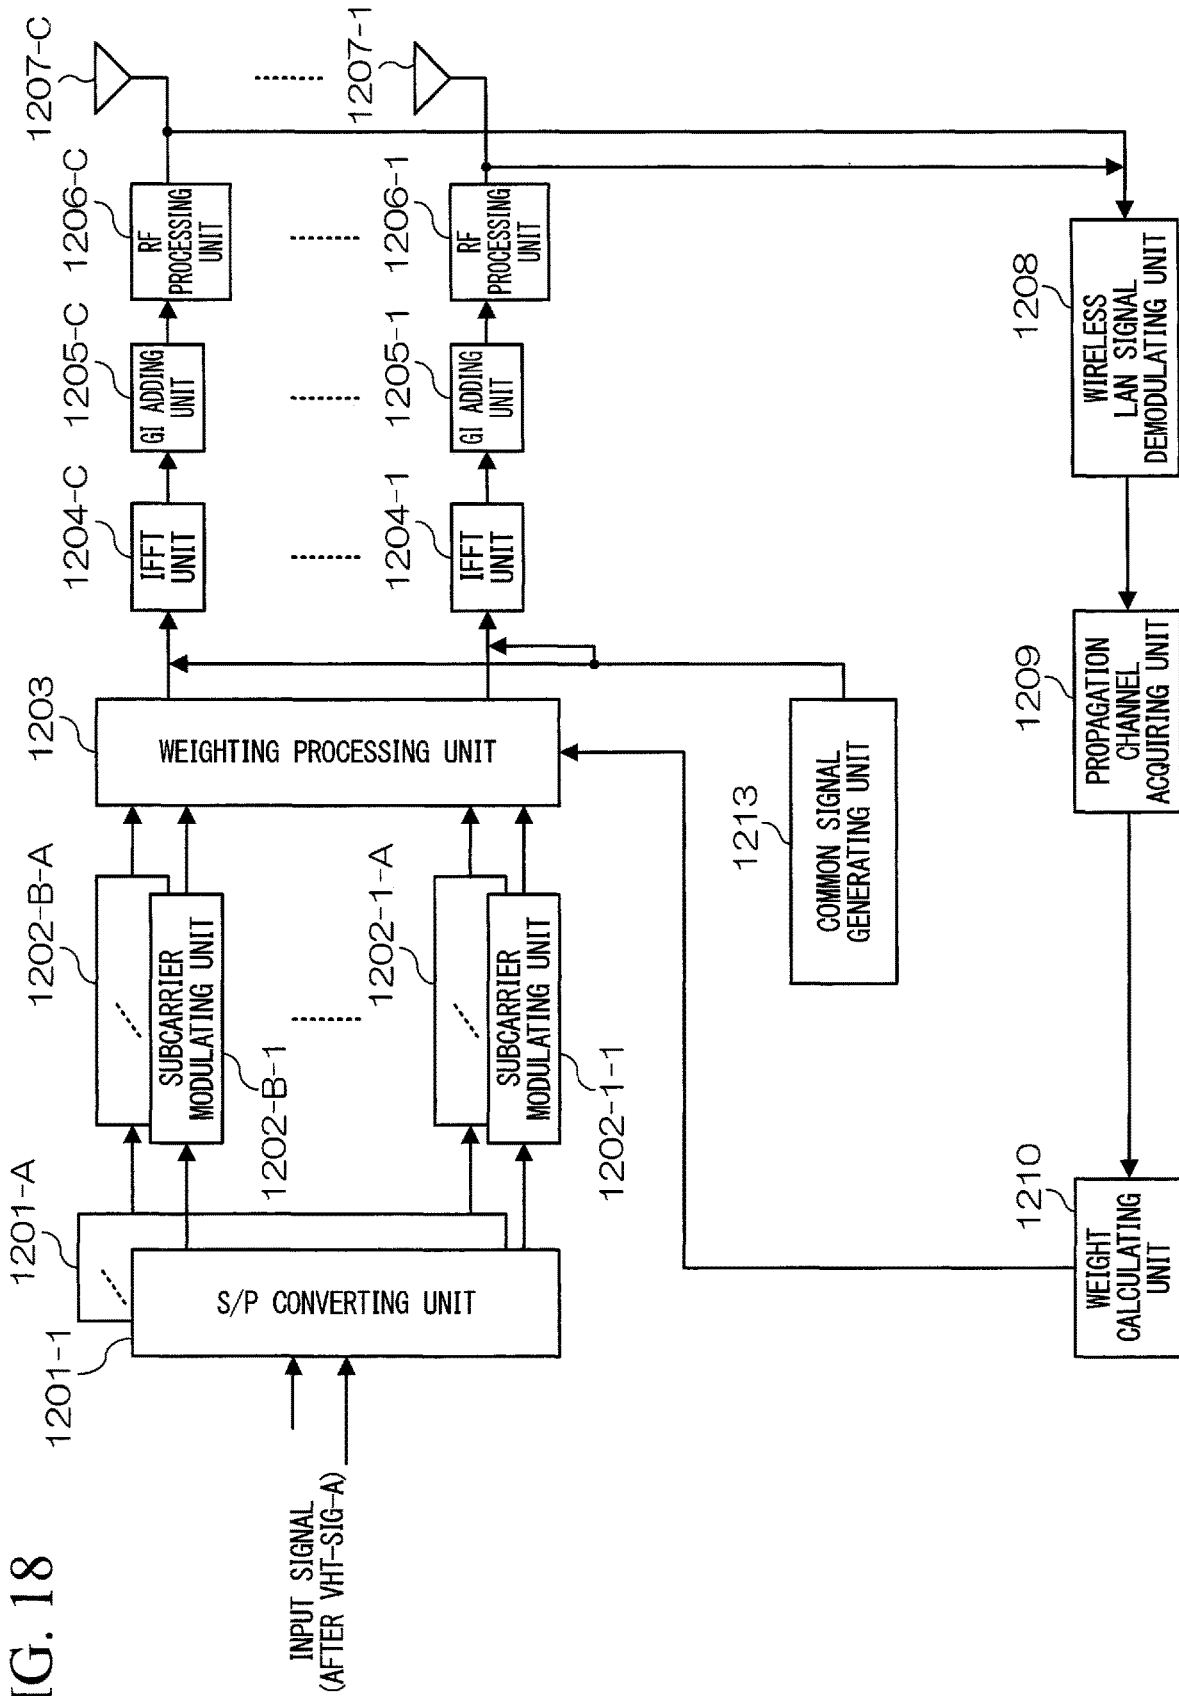 IG. 18
INPUT SIGNAL
(AFTER VHT-SIG-A)
1201-1
1201-A
S/P CONVERTING UNIT
1202-B-A
SUBCARRIER
MODULATING UNIT
1202-B-1
1202-1-A
SUBCARRIER
MODULATING UNIT
1202-1-1
1203
WEIGHTING PROCESSING UNIT
1204-C
IFFT
UNIT
1205-C
GI ADDING
UNIT
1206-C
RF
PROCESSING
UNIT
1207-C
1204-1
IFFT
UNIT
1205-1
GI ADDING
UNIT
1206-1
RF
PROCESSING
UNIT
1207-1
1213
COMMON SIGNAL
GENERATING UNIT
1210
WEIGHT
CALCULATING
UNIT
1209
PROPAGATION
CHANNEL
ACQUIRING UNIT
1208
WIRELESS
LAN SIGNAL
DEMODULATING UNIT